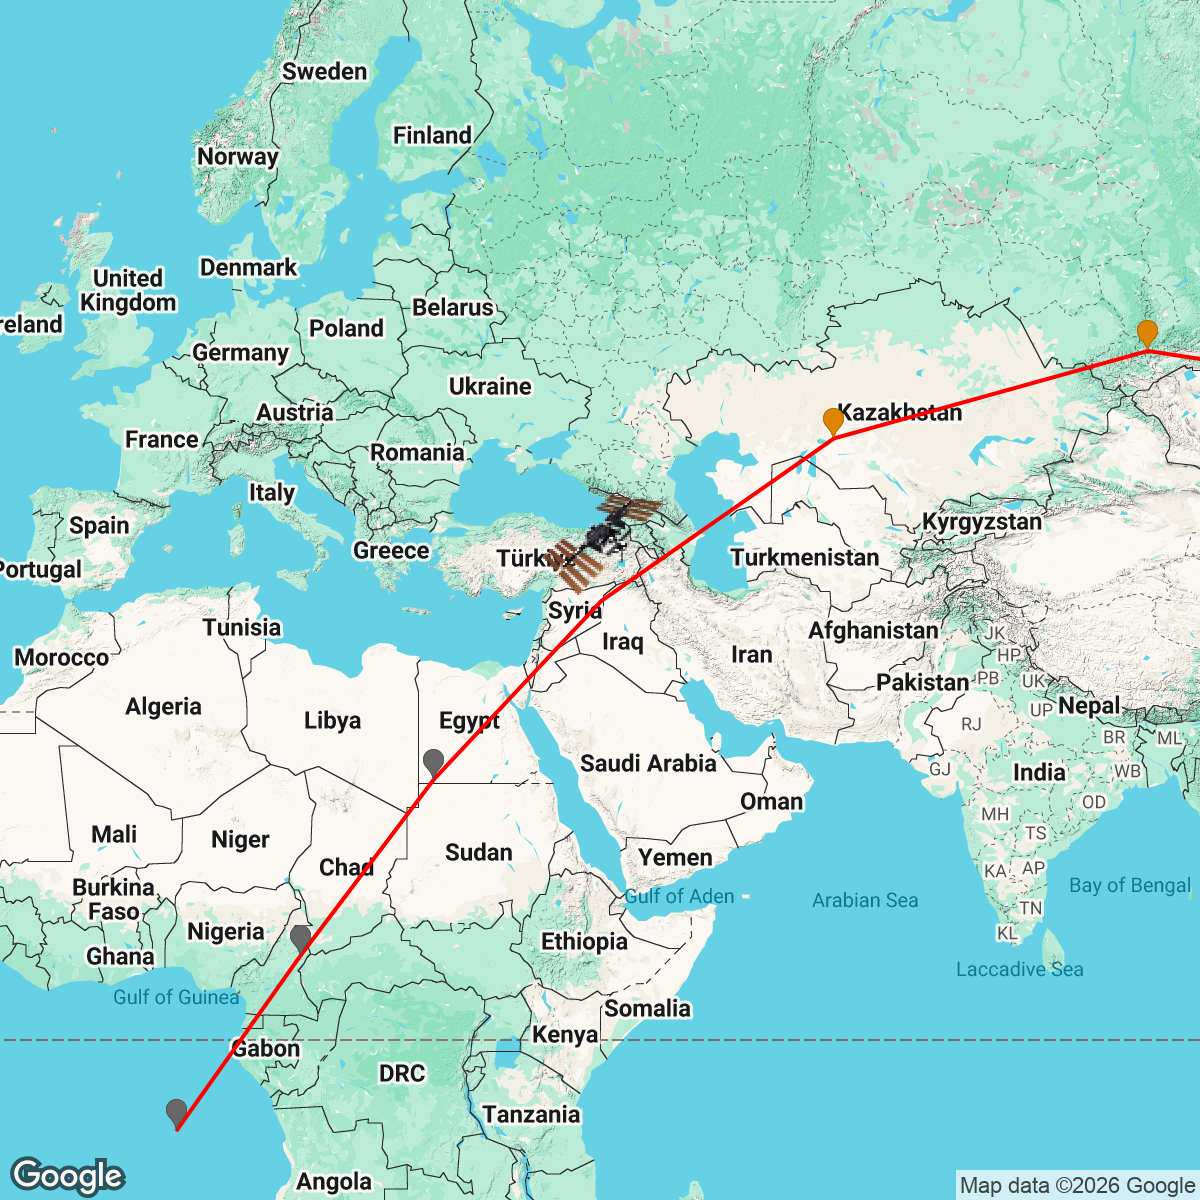 Sweden
Finland
Norway
Denmark
United
Kingdom
Belarus
reland
Poland
Germany
Ukraine
Austria
Kazakhstan
France
Romania
Italy
Spain
Kyrgyzstan
Greece
Türkiye
Turkmenistan
Portugal
Syria
Tunisia
Afghanistan
JK
Iraq
Iran
HP
Morocco
PB
UK
Pakistan
Algeria
Libya
Egypt
UP
Nepal
RJ
BR
ML
Saudi Arabia
GJ
India
WB
Oman
OD
MH
Mali
Niger
TS
Chad
Sudan
Yemen
KA
AP
Burkina
Faso
Gulf of Aden
Arabian Sea
Bay of Bengal
TN
Nigeria
KL
Ghana
Ethiopia
Laccadive Sea
Gulf of Guinea
Somalia
Kenya
Gabon
DRC
Tanzania
Angola
Google
Map data ©2026 Google